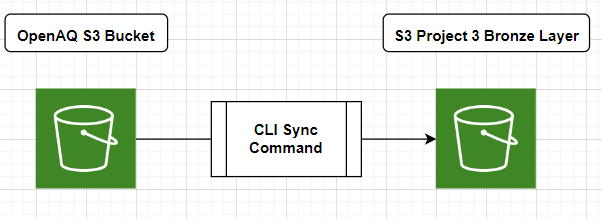 OpenAQ S3 Bucket
S3 Project 3 Bronze Layer
CLI Sync
Command